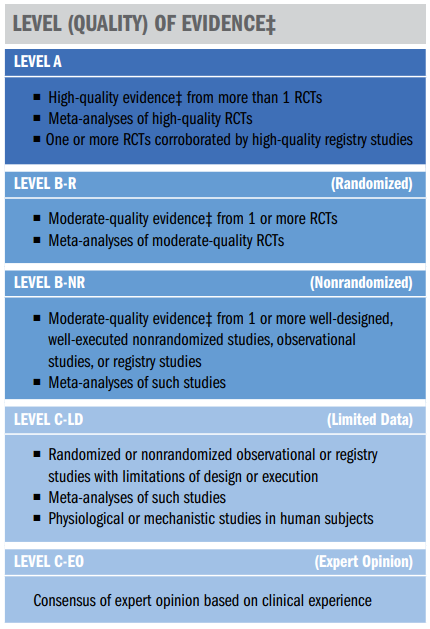 LEVEL (QUALITY) OF EVIDENCE‡
LEVEL A
■ High-quality evidence‡ from more than 1 RCTs
■ Meta-analyses of high-quality RCTs
■ One or more RCTs corroborated by high-quality registry studies
LEVEL B-R (Randomized)
■ Moderate-quality evidence‡ from 1 or more RCTs
■ Meta-analyses of moderate-quality RCTs
LEVEL B-NR (Nonrandomized)
■ Moderate-quality evidence‡ from 1 or more well-designed,
well-executed nonrandomized studies, observational
studies, or registry studies
■ Meta-analyses of such studies
LEVEL C-LD (Limited Data)
■ Randomized or nonrandomized observational or registry
studies with limitations of design or execution
■ Meta-analyses of such studies
■ Physiological or mechanistic studies in human subjects
LEVEL C-EO (Expert Opinion)
Consensus of expert opinion based on clinical experience